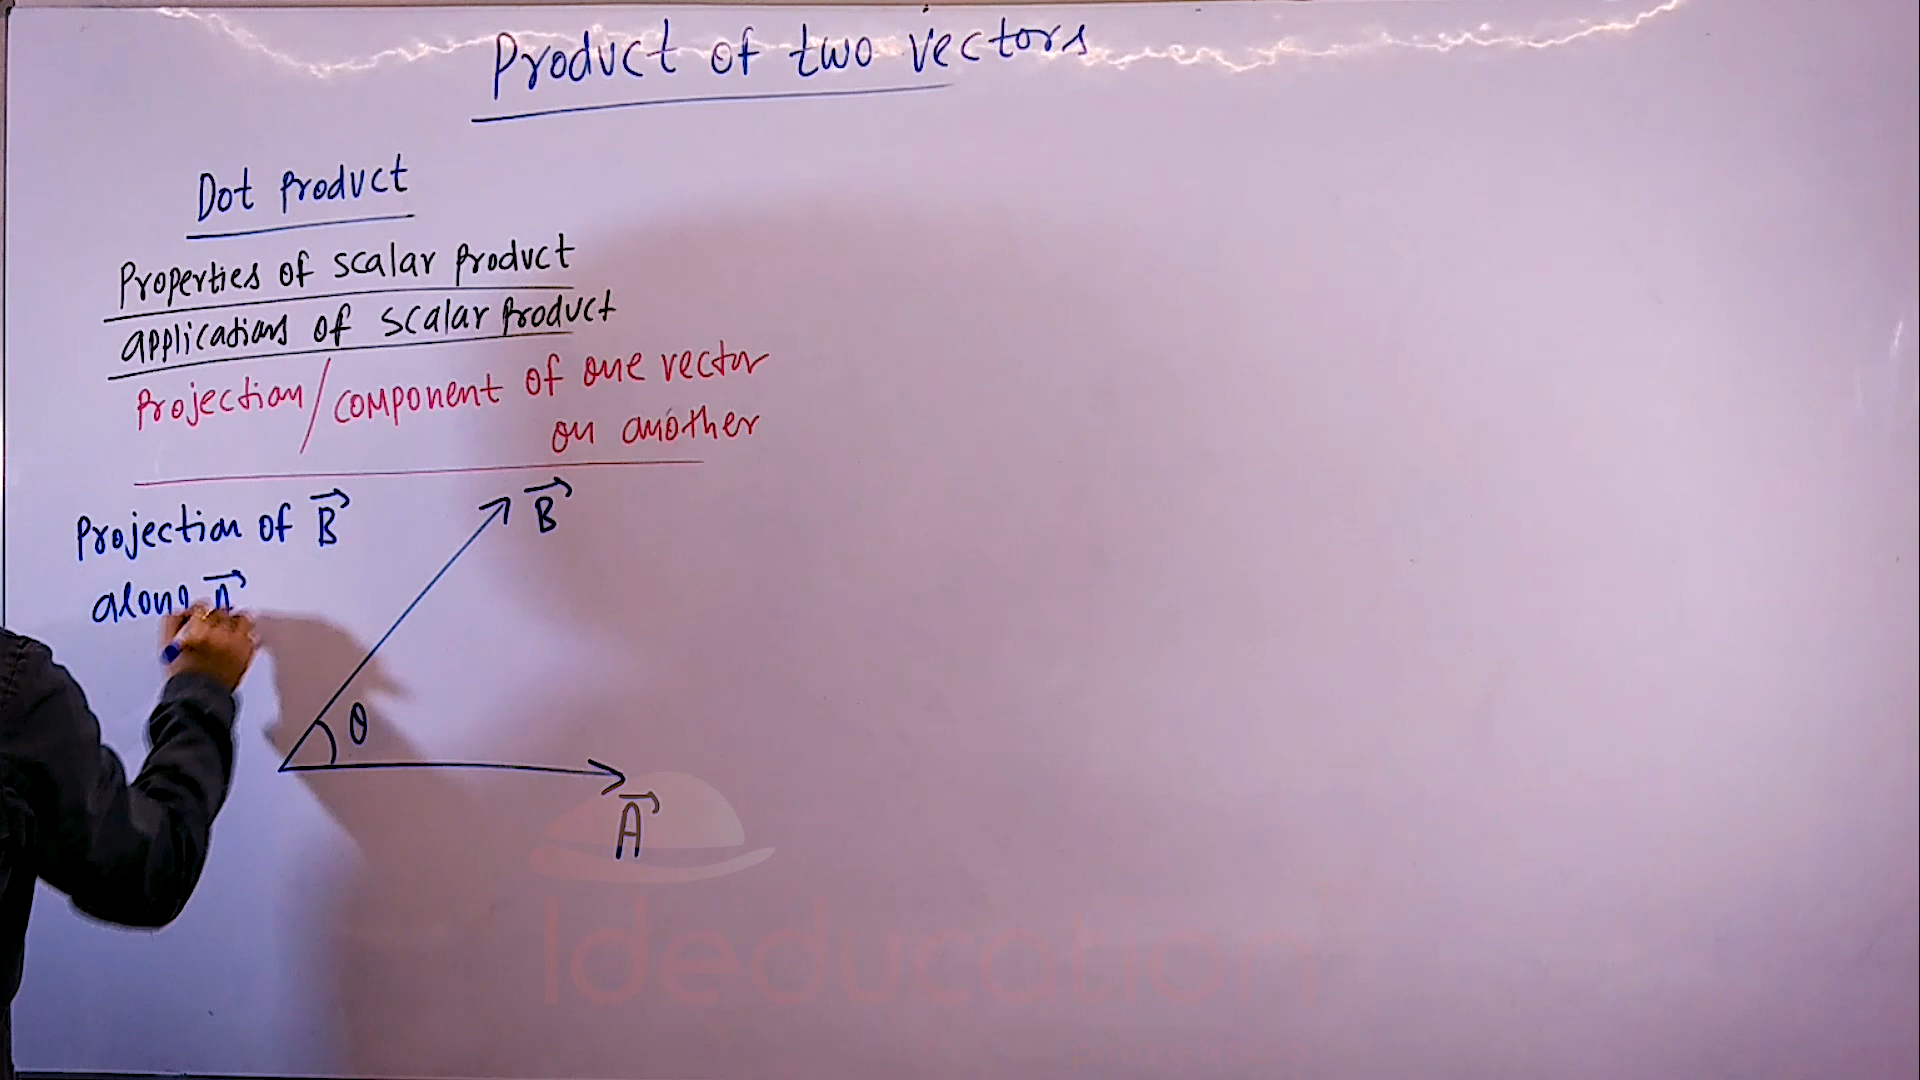 Product of two vectors
Dot Product
Properties of scalar product
applications of scalar product
Projection/component of one vector
on another
Projection of B⃗
along A⃗
B⃗
θ
A⃗
Ideducation